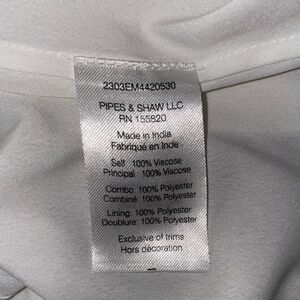 2303EM4420530
PIPES & SHAW LLC
RN 155820
Made in India
Fabriqué en Inde
Self: 100% Viscose
Principal: 100% Viscose
Combo: 100% Polyester
Combiné: 100% Polyester
Lining: 100% Polyester
Doublure: 100% Polyester
Exclusive of trims
Hors décoration